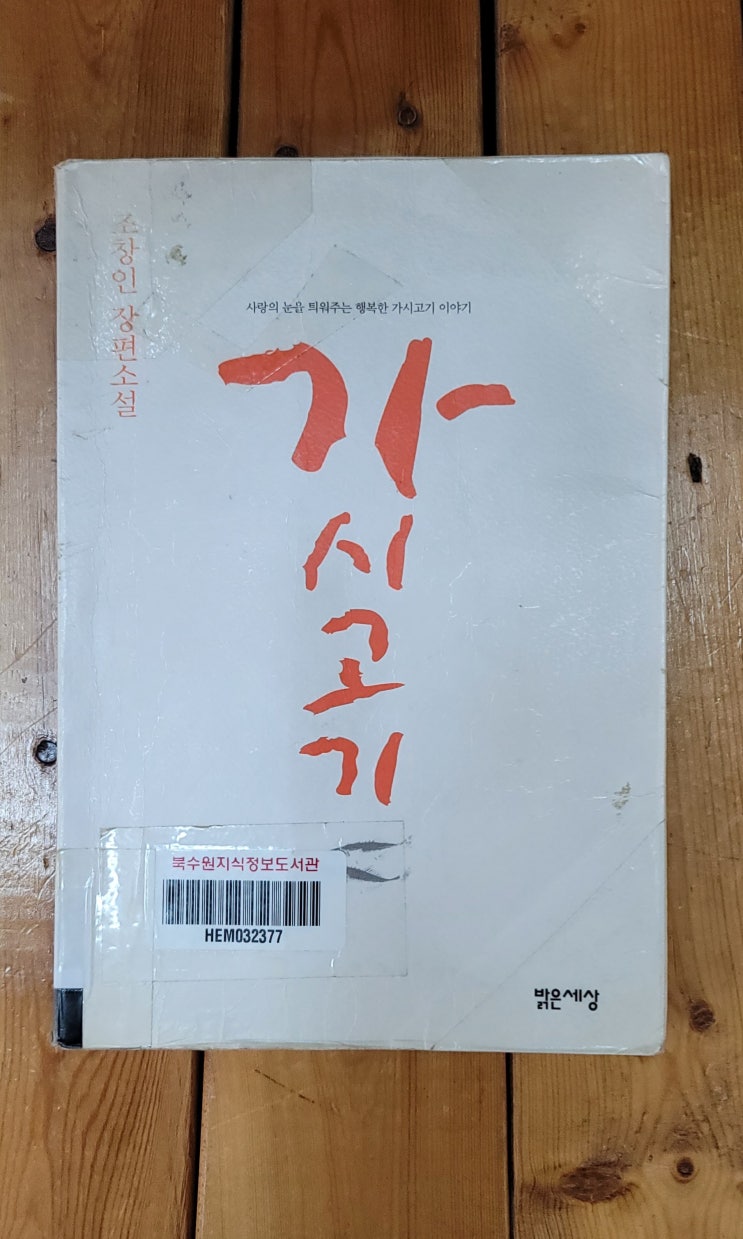 조창인 장편소설
사랑의 눈을 틔워주는 행복한 가시고기 이야기
가시고기
북수원지식정보도서관
HEM032377
밝은세상